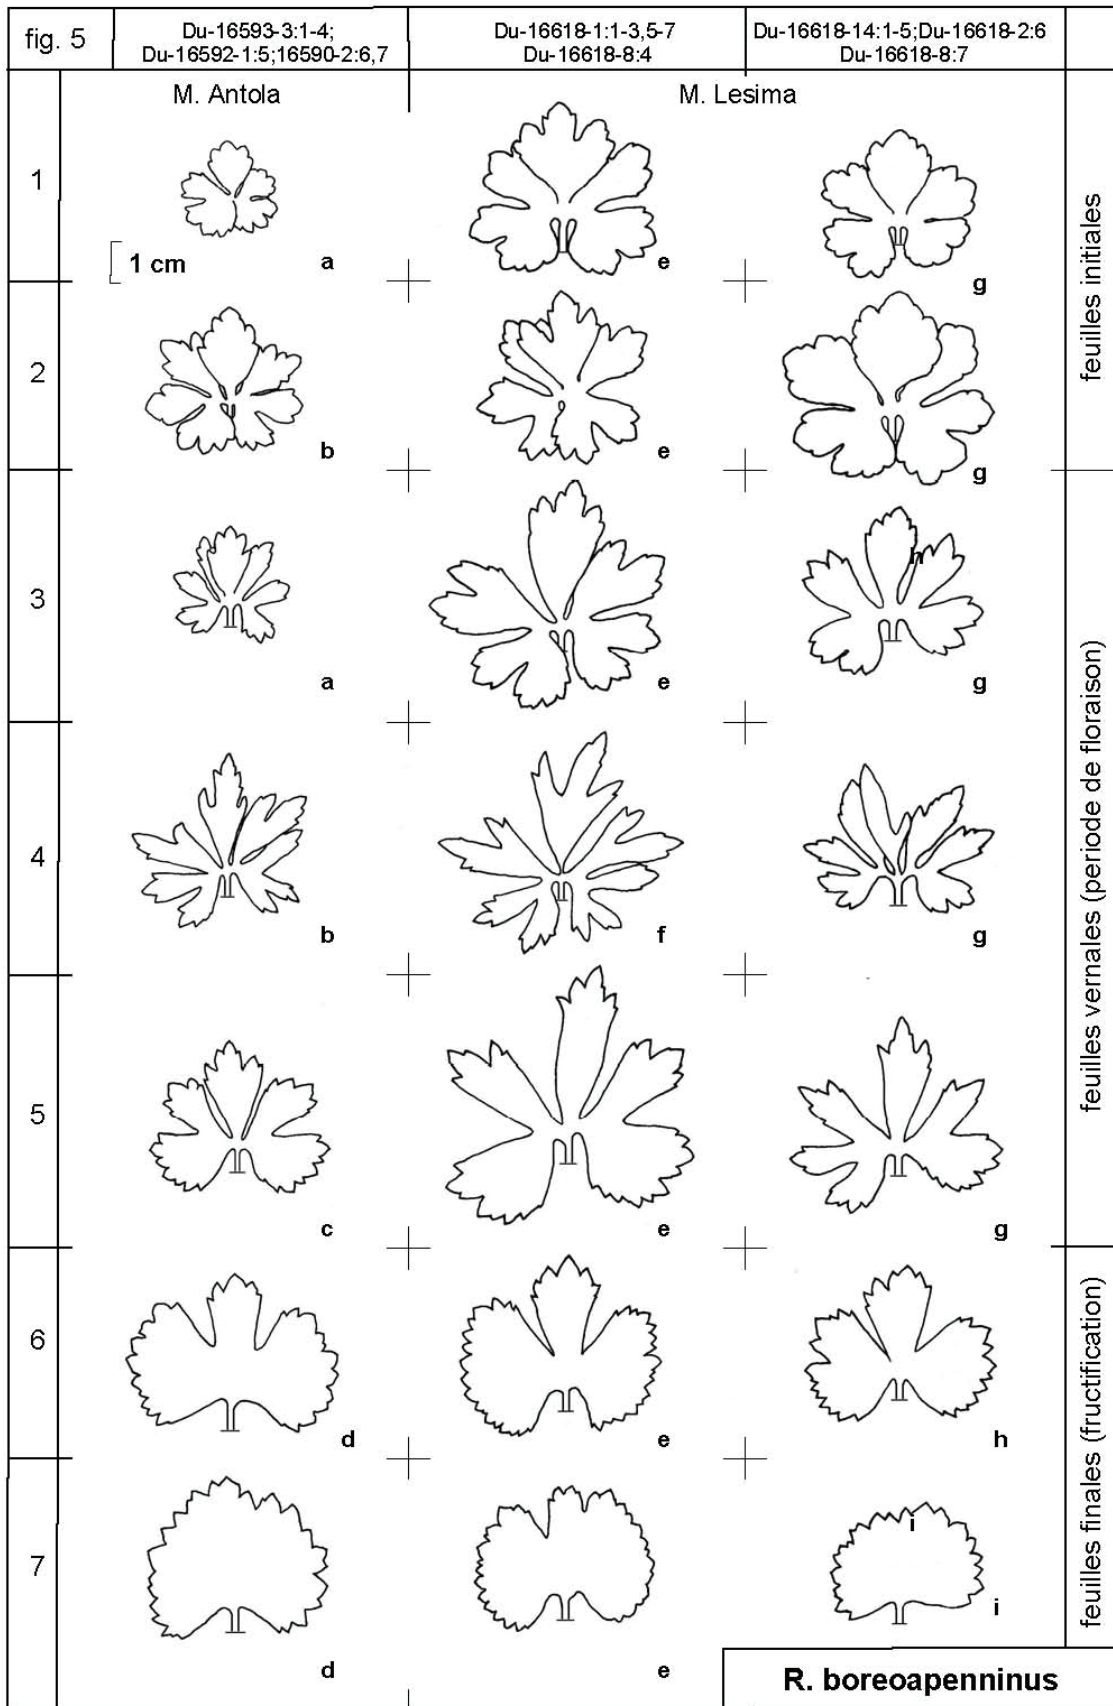 fig. 5
Du-16593-3:1-4;
Du-16592-1:5;16590-2:6,7
Du-16618-1:1-3,5-7
Du-16618-8:4
Du-16618-14:1-5;Du-16618-2:6
Du-16618-8:7
M. Antola
M. Lesima
1
1 cm
a
e
g
feuilles initiales
2
b
e
g
3
h
a
e
g
feuilles vernales (periode de floraison)
4
b
f
g
5
c
e
g
6
d
e
h
feuilles finales (fructification)
7
i
i
d
e
R. boreoapenninus